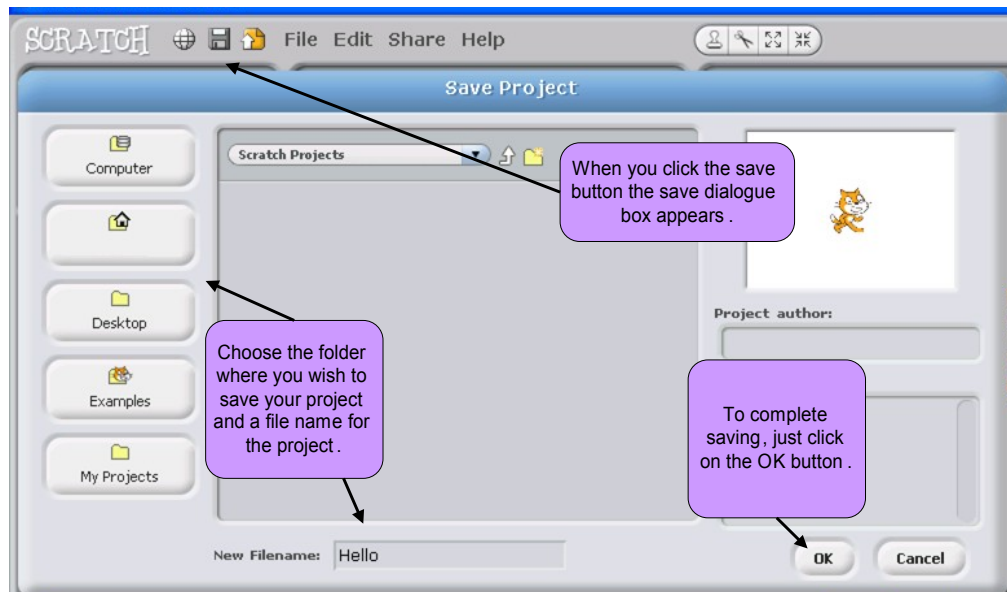 SCRATCH File Edit Share Help
Save Project
Computer
Desktop
Examples
My Projects
Scratch Projects
When you click the save
button the save dialogue
box appears .
Choose the folder
where you wish to
save your project
and a file name for
the project .
Project author:
To complete
saving , just click
on the OK button .
New Filename: Hello
OK Cancel